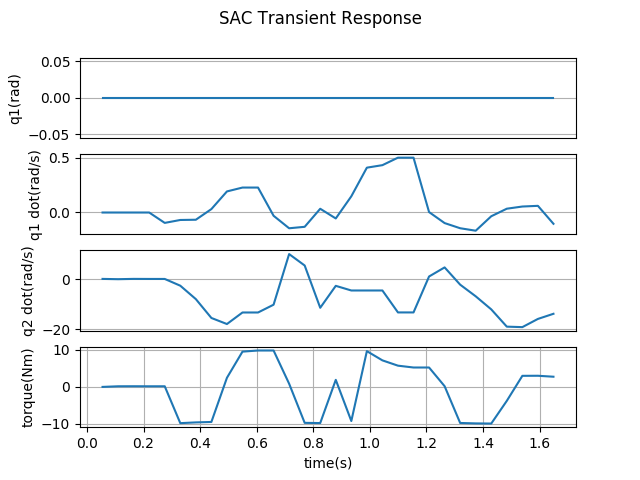 SAC Transient Response
q1(rad)
0.05
0.00
−0.05
q1 dot(rad/s)
0.5
0.0
q2 dot(rad/s)
0
−20
torque(Nm)
10
0
−10
0.0 0.2 0.4 0.6 0.8 1.0 1.2 1.4 1.6
time(s)